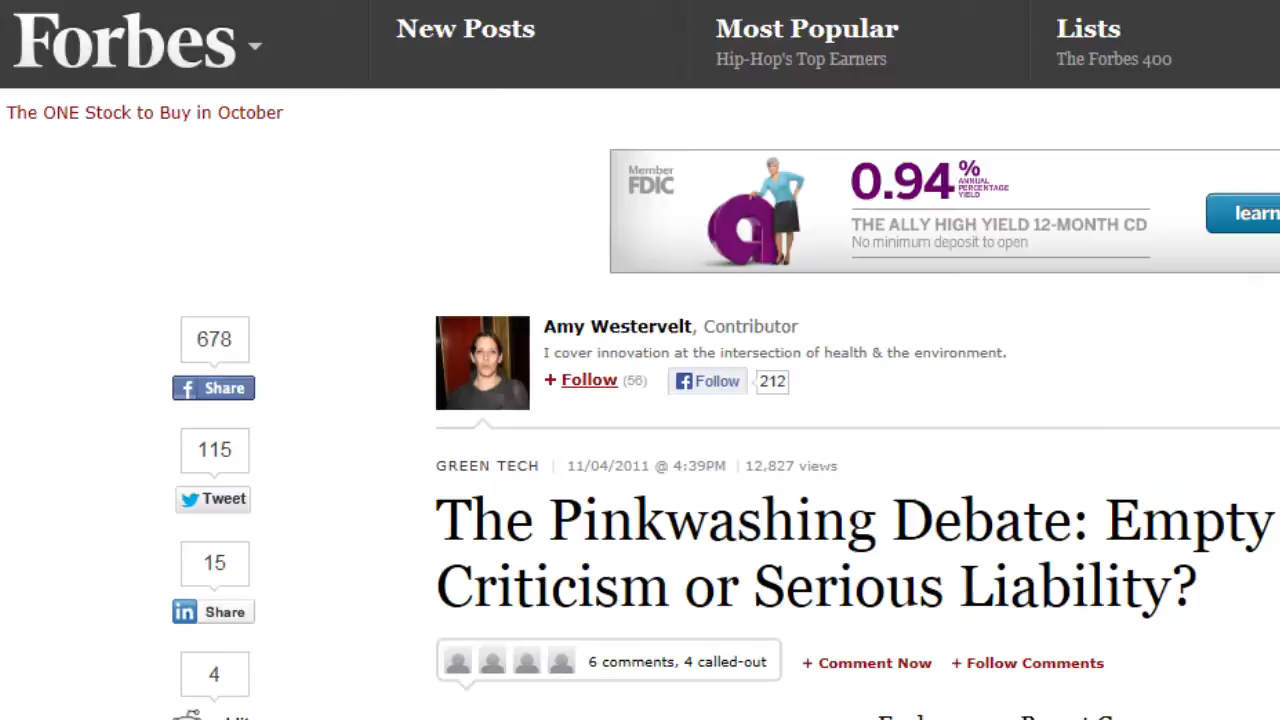 Forbes
New Posts
Most Popular
Hip-Hop's Top Earners
Lists
The Forbes 400
The ONE Stock to Buy in October
Member
FDIC
0.94%
ANNUAL
PERCENTAGE
YIELD
THE ALLY HIGH YIELD 12-MONTH CD
No minimum deposit to open
learn
678
Share
115
Tweet
15
Share
4
Amy Westervelt, Contributor
I cover innovation at the intersection of health & the environment.
+ Follow (56) Follow 212
GREEN TECH | 11/04/2011 @ 4:39PM | 12,827 views
The Pinkwashing Debate: Empty
Criticism or Serious Liability?
6 comments, 4 called-out + Comment Now + Follow Comments